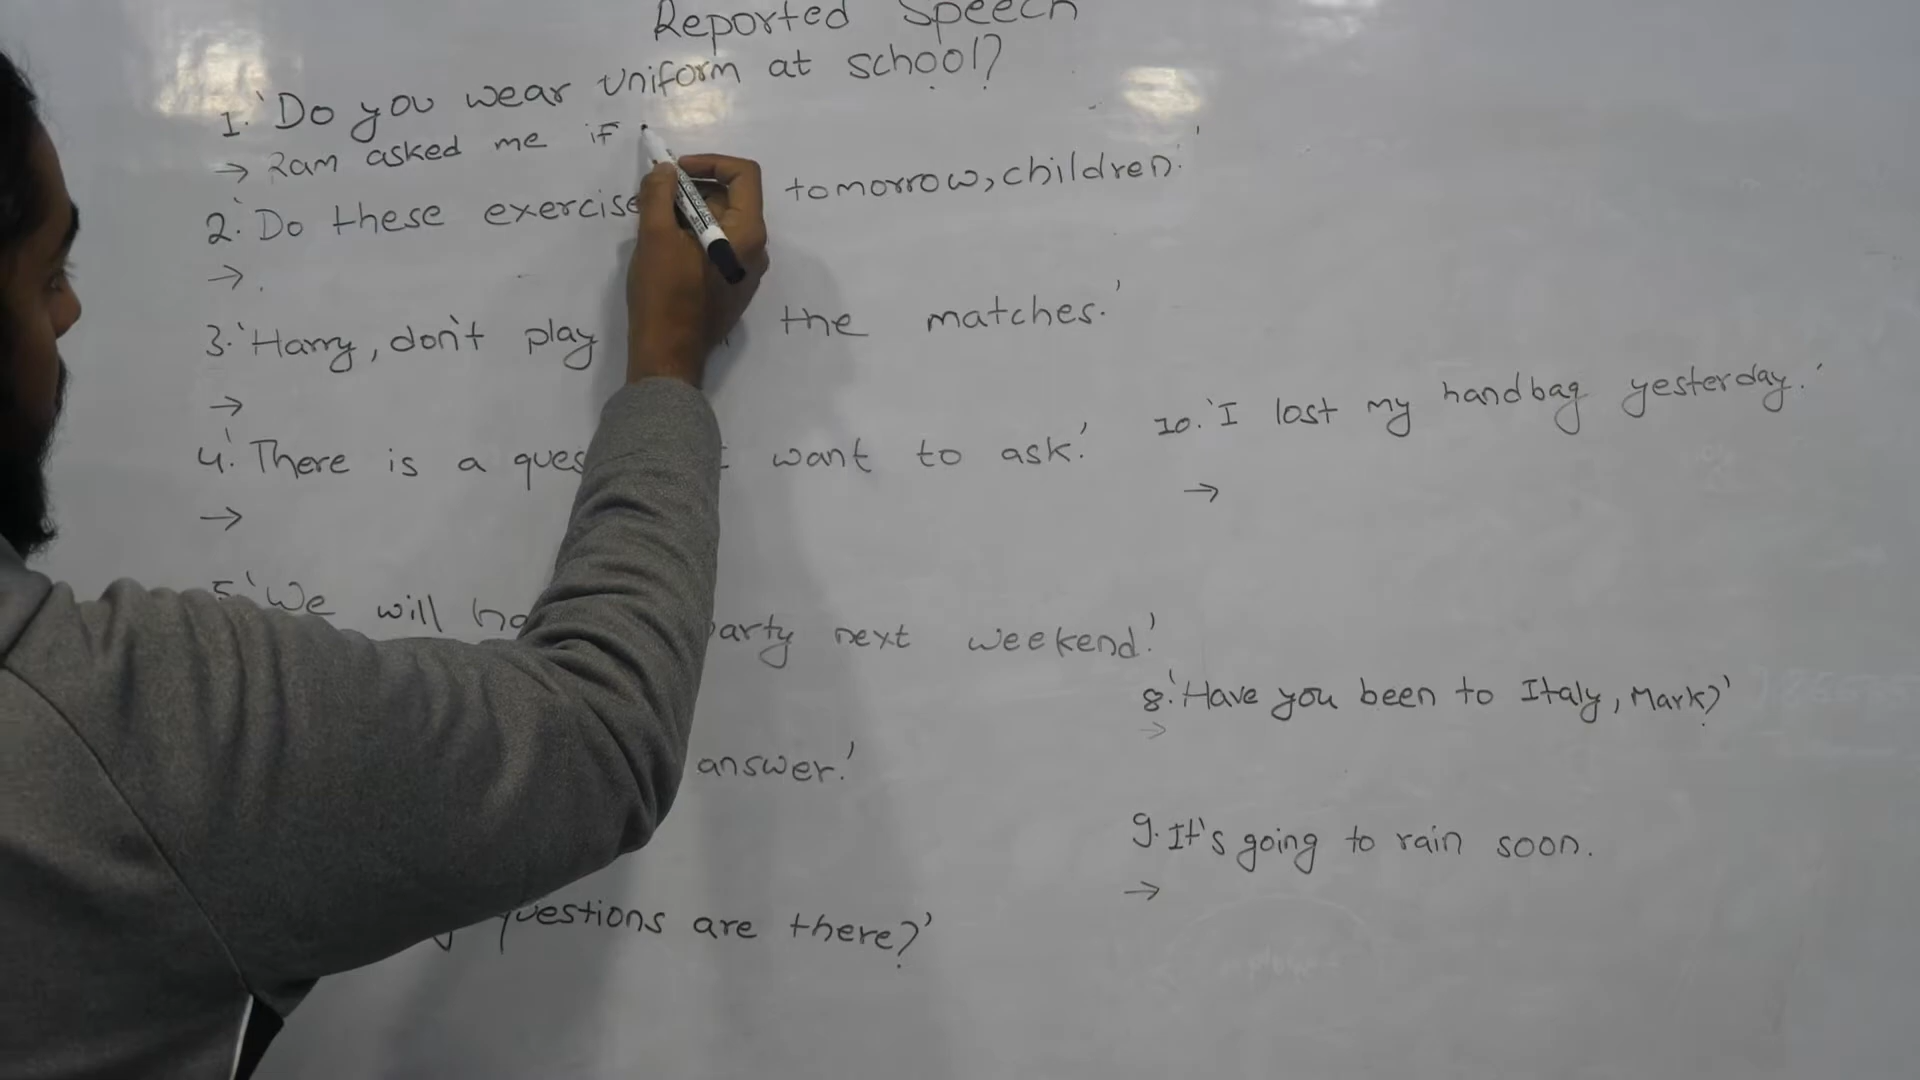 Reported Speech
1. 'Do you wear uniform at school?
→ Ram asked me if
2. 'Do these exercise tomorrow, children.'
→ .
3. 'Harry, don't play the matches.'
→
4. 'There is a want to ask.'
→
5. 'We will party next weekend.'
answer.'
questions are there?'
10. 'I lost my handbag yesterday.'
→
8. 'Have you been to Italy, Mark?'
→
9. It's going to rain soon.
→